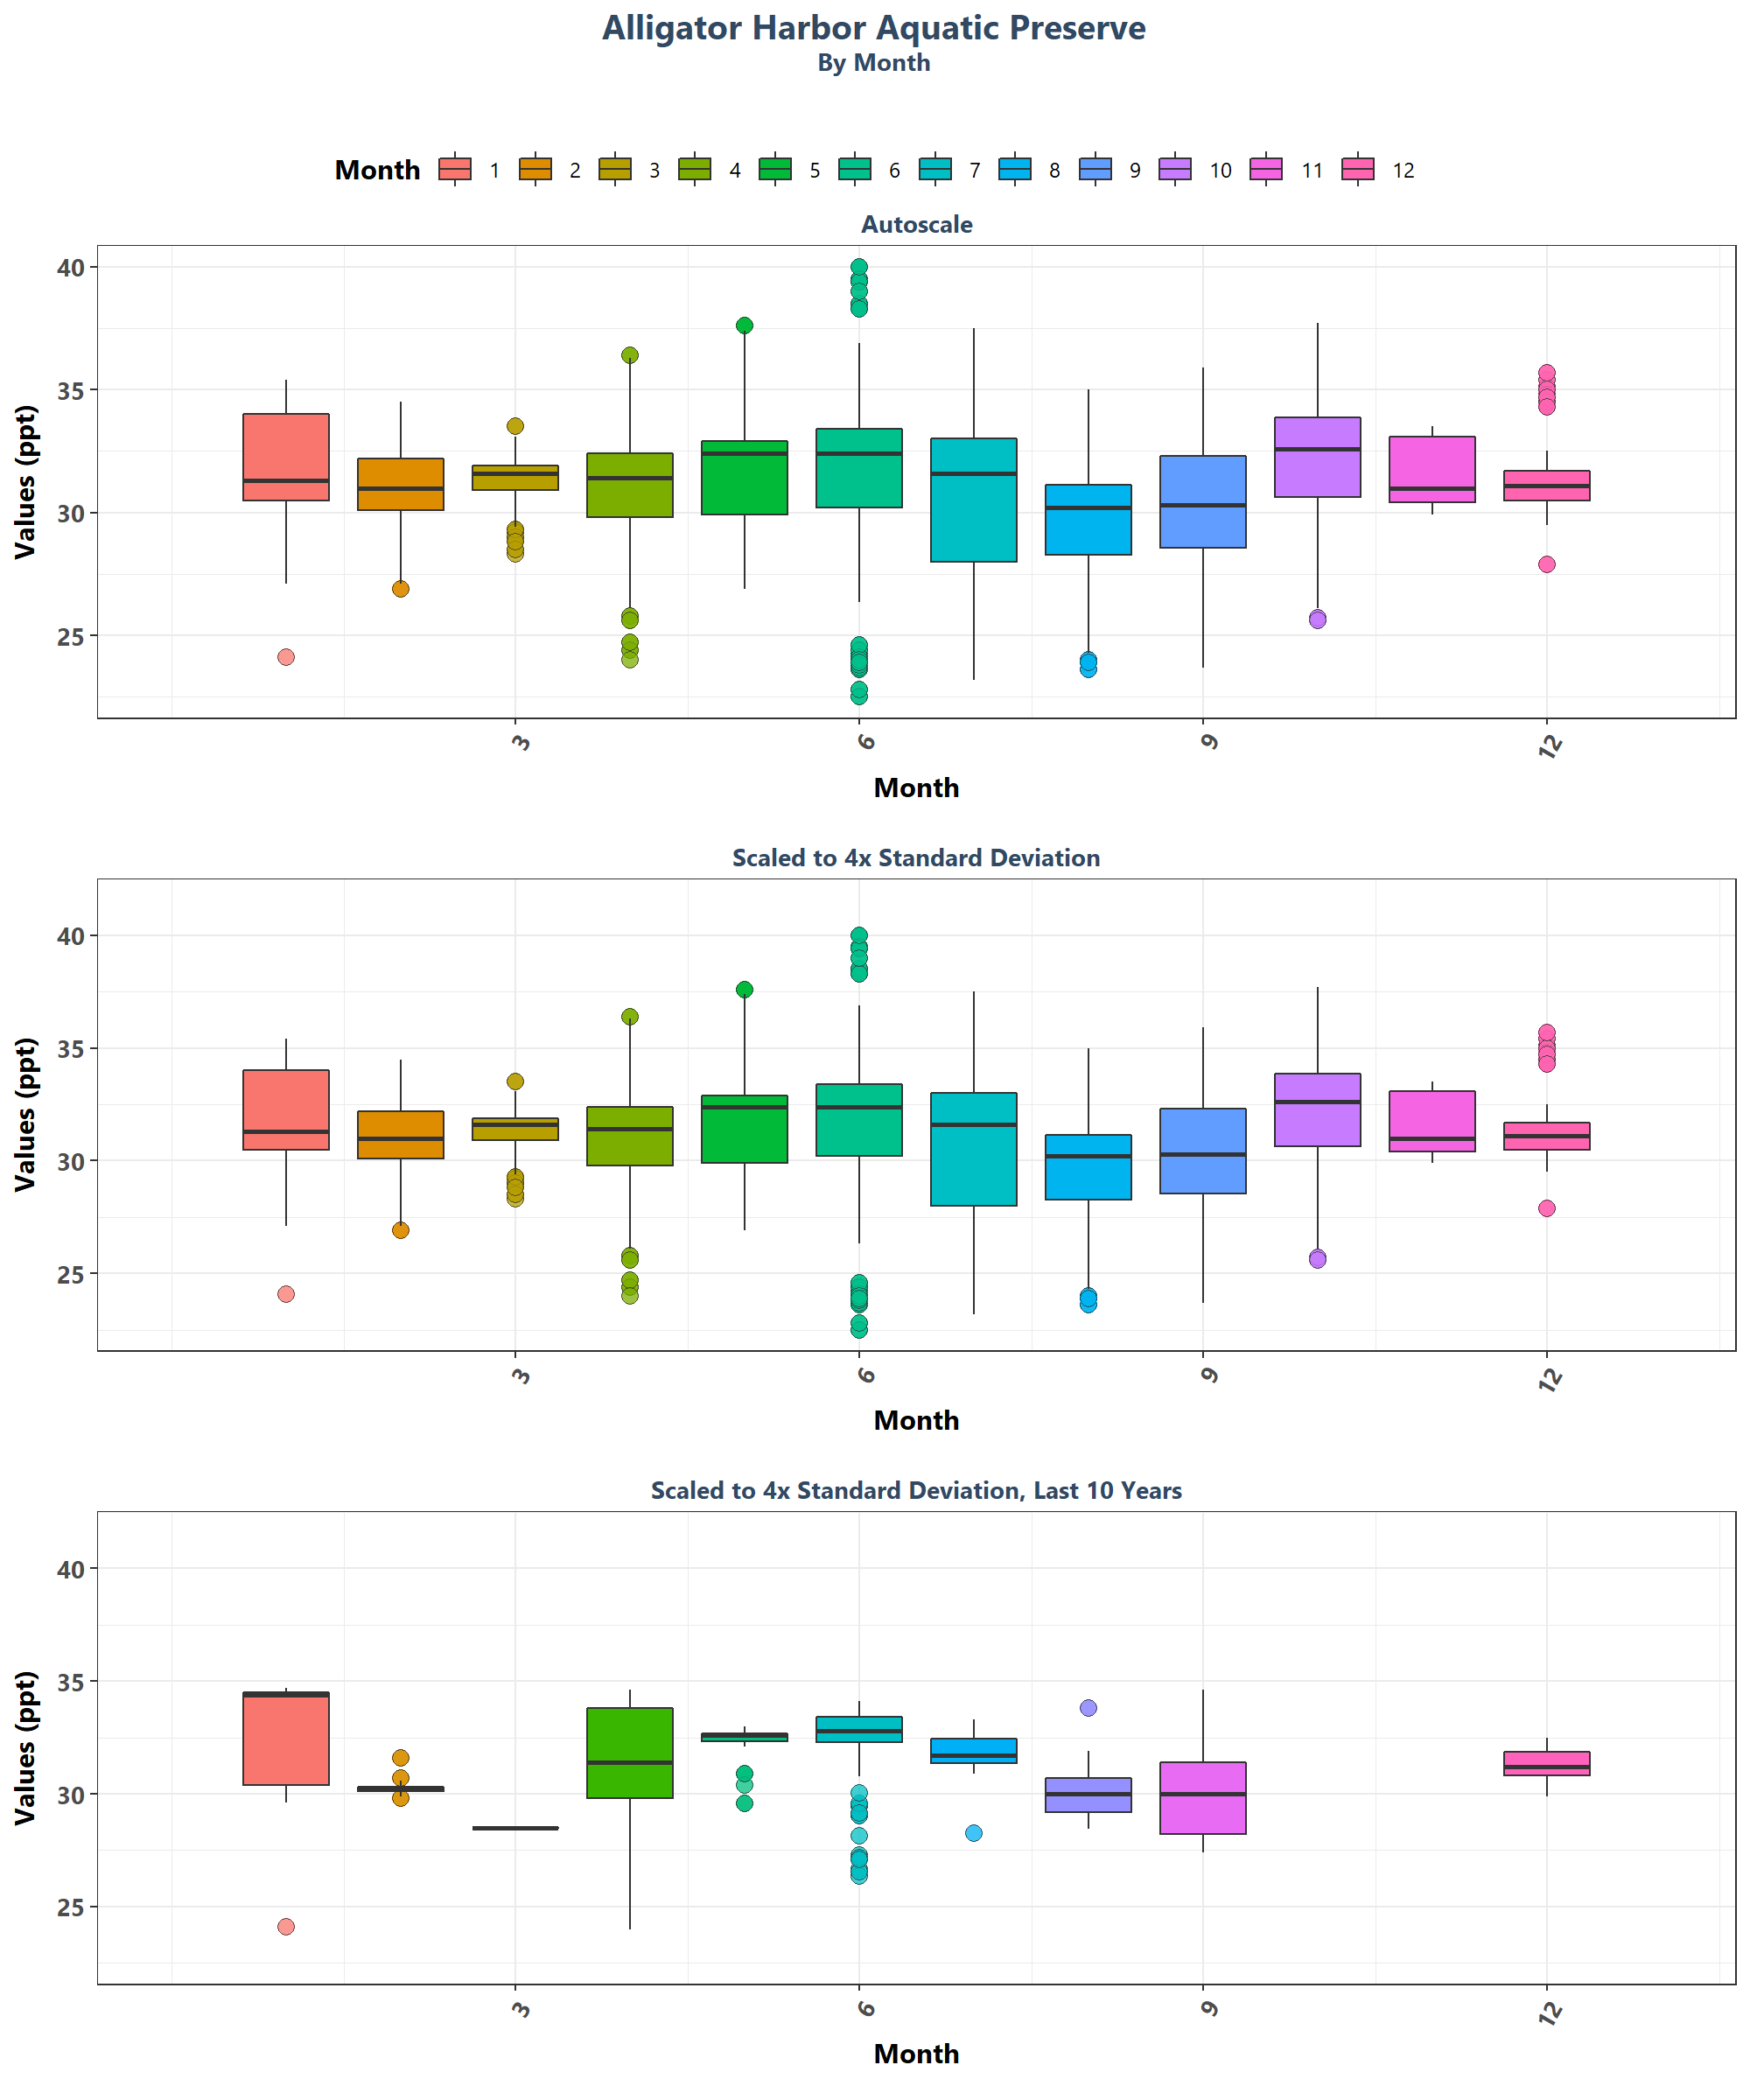 Alligator Harbor Aquatic Preserve
By Month
Month 1 2 3 4 5 6 7 8 9 10 11 12
Autoscale
Values (ppt)
40
35
30
25
3 6 9 12
Month
Scaled to 4x Standard Deviation
Values (ppt)
40
35
30
25
3 6 9 12
Month
Scaled to 4x Standard Deviation, Last 10 Years
Values (ppt)
40
35
30
25
3 6 9 12
Month